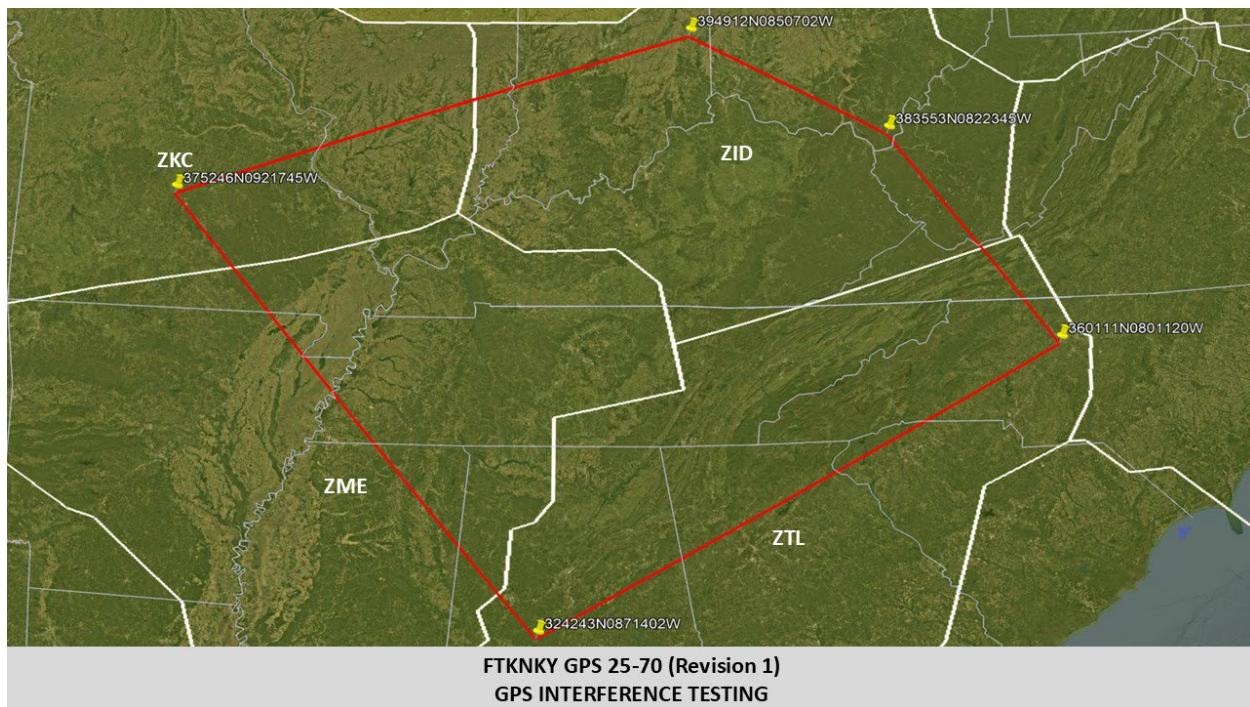 394912N0850702W
383553N0822345W
ZKC
ZID
375246N0921745W
360111N0801120W
ZME
ZTL
324243N0871402W
FTKNKY GPS 25-70 (Revision 1)
GPS INTERFERENCE TESTING